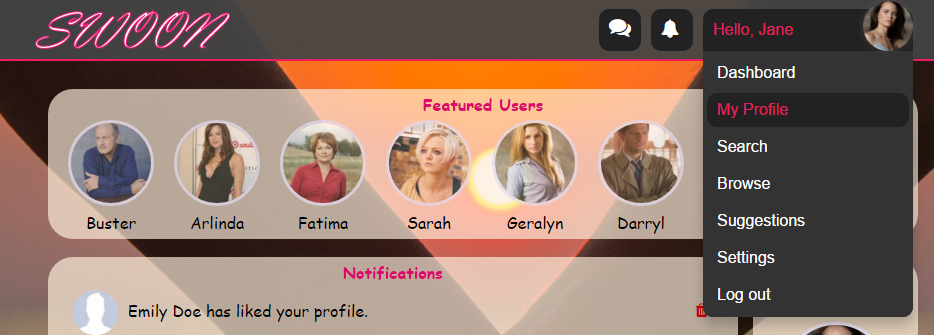 SWOON
Hello, Jane
Dashboard
My Profile
Search
Browse
Suggestions
Settings
Log out
Featured Users
Buster
Arlinda
Fatima
Sarah
Geralyn
Darryl
Notifications
Emily Doe has liked your profile.